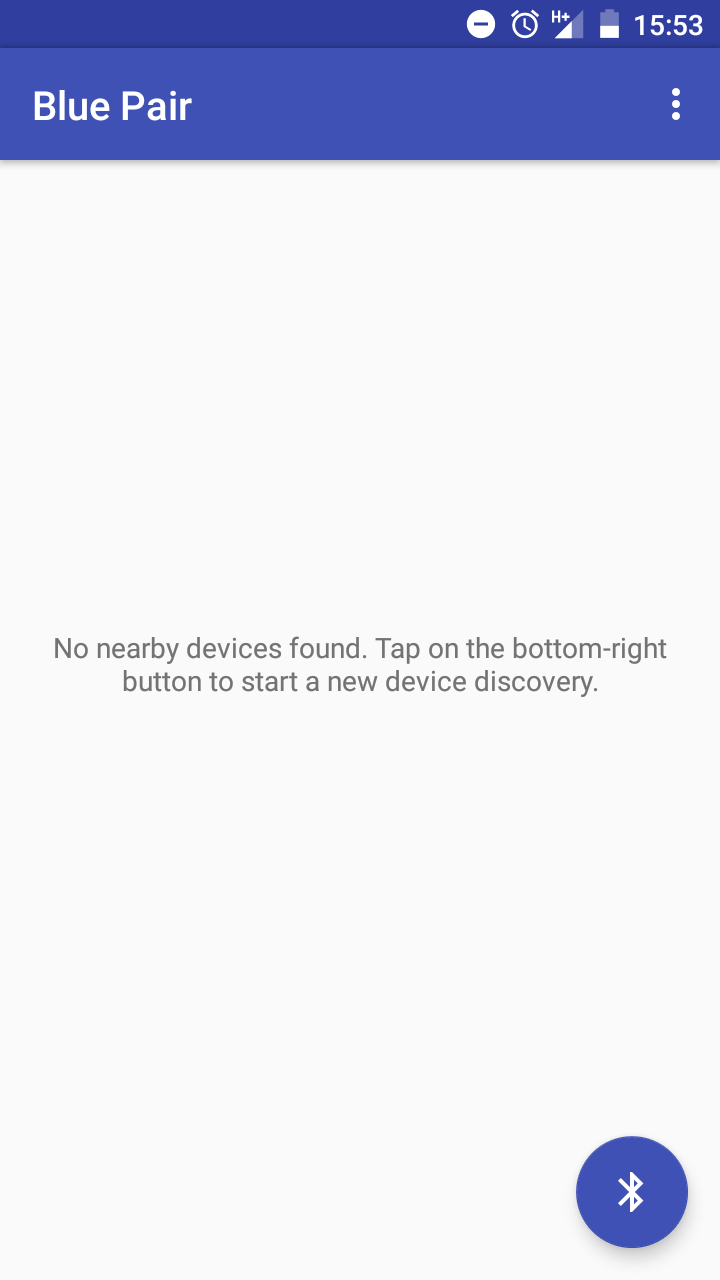 H+ 15:53
Blue Pair
No nearby devices found. Tap on the bottom-right
button to start a new device discovery.